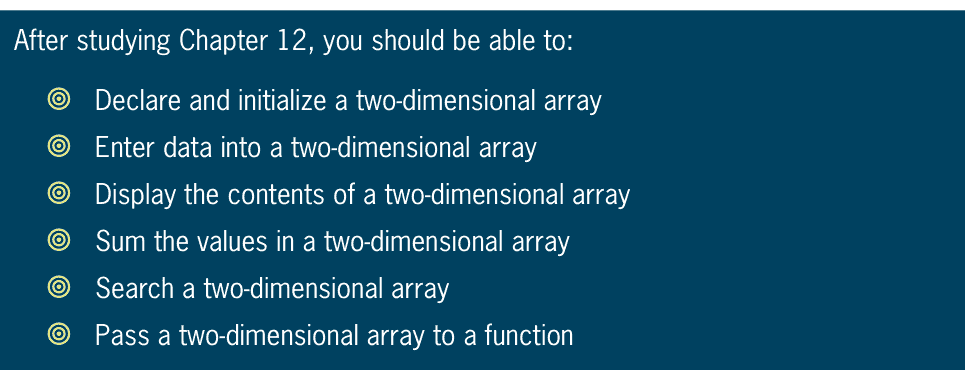 After studying Chapter 12, you should be able to:
Declare and initialize a two-dimensional array
Enter data into a two-dimensional array
Display the contents of a two-dimensional array
Sum the values in a two-dimensional array
Search a two-dimensional array
Pass a two-dimensional array to a function